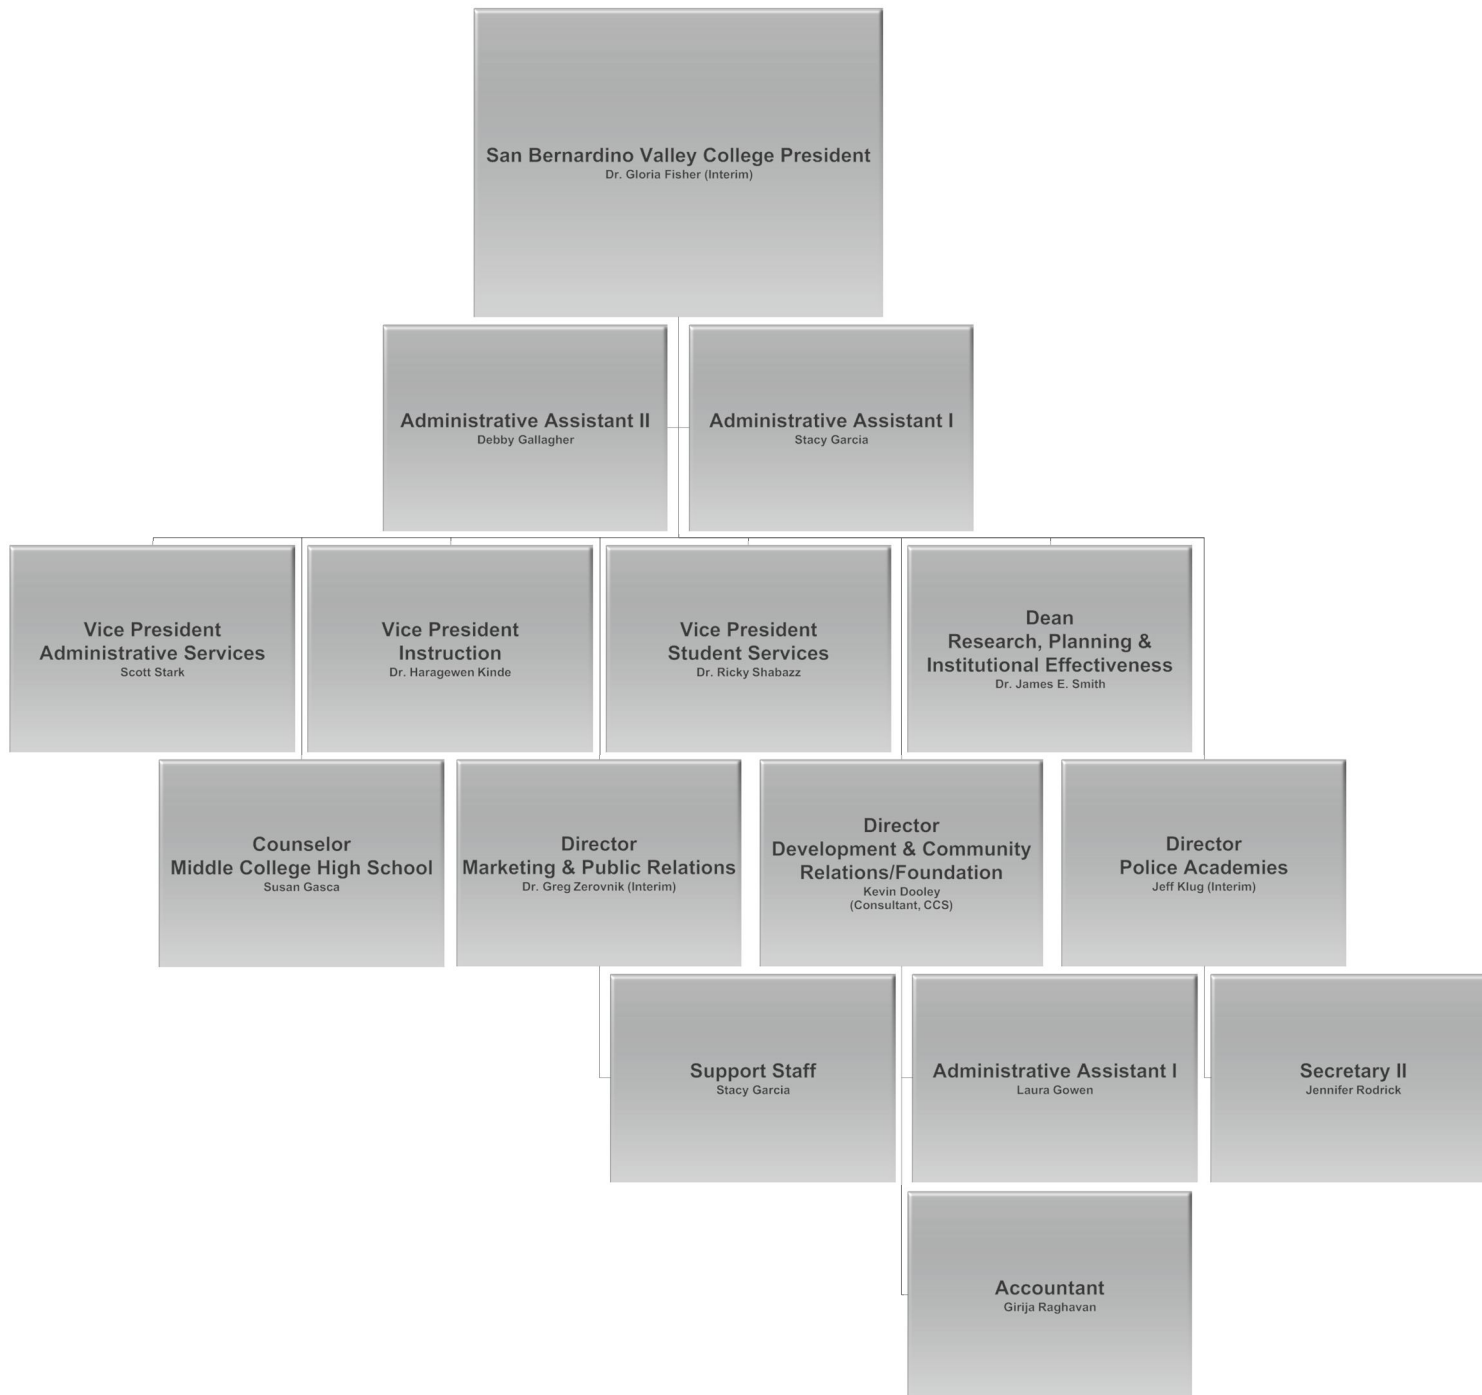 San Bernardino Valley College President
Dr. Gloria Fisher (Interim)
Administrative Assistant II
Debby Gallagher
Administrative Assistant I
Stacy Garcia
Vice President
Administrative Services
Scott Stark
Vice President
Instruction
Dr. Haragewen Kinde
Vice President
Student Services
Dr. Ricky Shabazz
Dean
Research, Planning &
Institutional Effectiveness
Dr. James E. Smith
Counselor
Middle College High School
Susan Gasca
Director
Marketing & Public Relations
Dr. Greg Zerovnik (Interim)
Director
Development & Community
Relations/Foundation
Kevin Dooley
(Consultant, CCS)
Director
Police Academies
Jeff Klug (Interim)
Support Staff
Stacy Garcia
Administrative Assistant I
Laura Gowen
Secretary II
Jennifer Rodrick
Accountant
Girija Raghavan